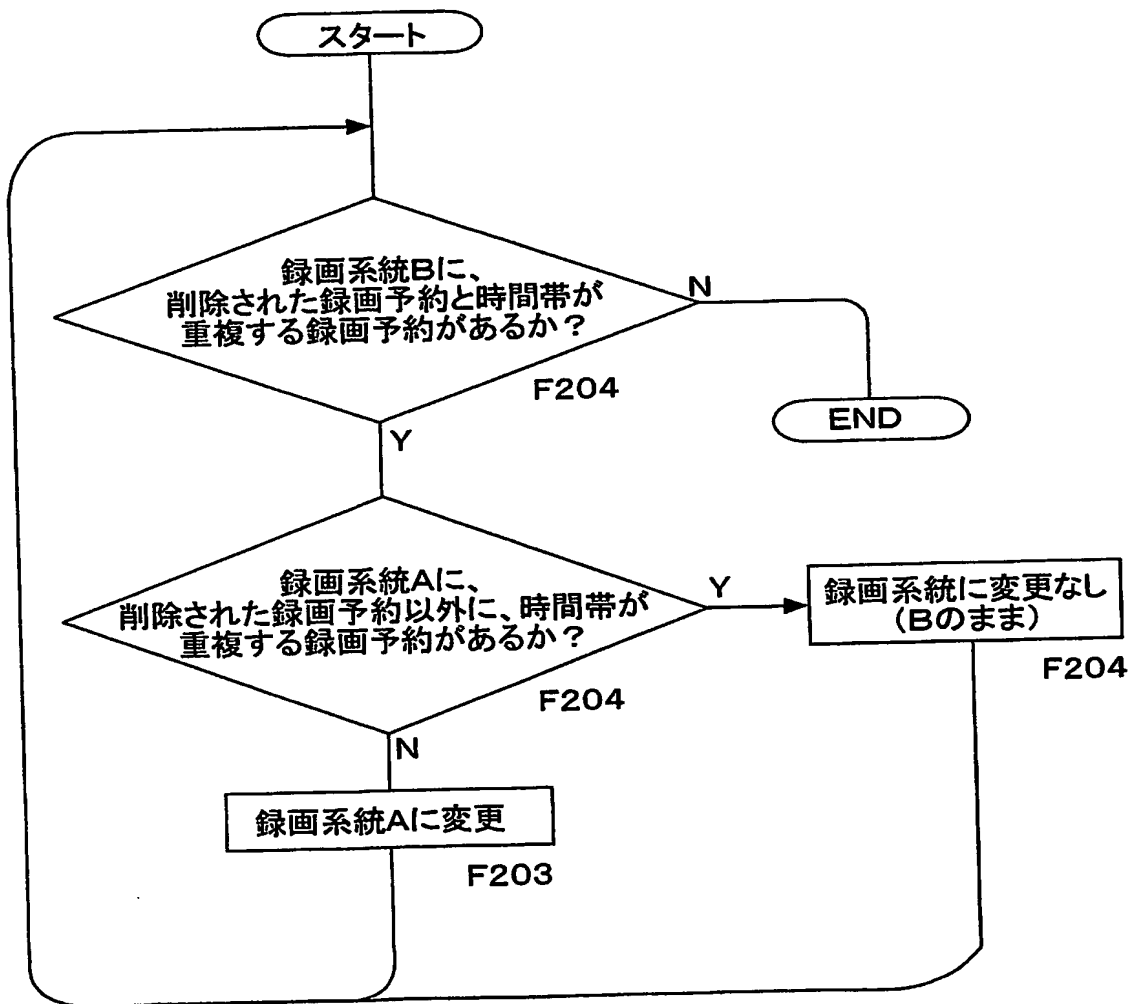 スタート
録画系統Bに、
削除された録画予約と時間帯が
重複する録画予約があるか？
N
F204
END
Y
録画系統Aに、
削除された録画予約以外に、時間帯が
重複する録画予約があるか？
Y
録画系統に変更なし
(Bのまま)
F204
F204
N
録画系統Aに変更
F203